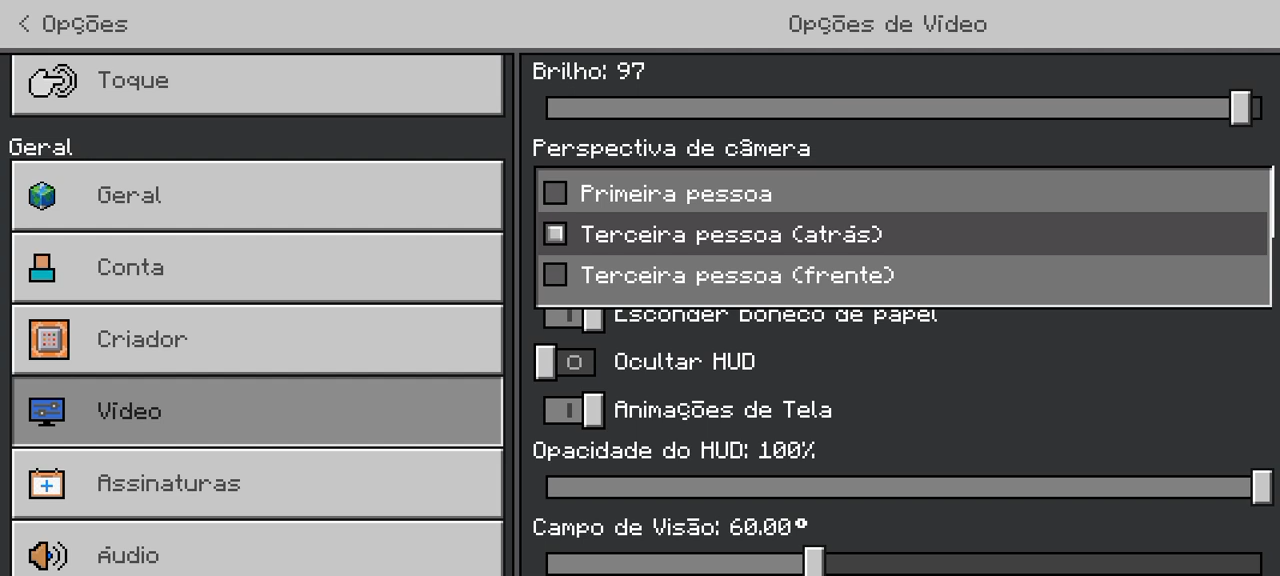 Opções
Opções de Vídeo
Toque
Geral
Geral
Conta
Criador
Vídeo
Assinaturas
Áudio
Brilho: 97
Perspectiva de câmera
Primeira pessoa
Terceira pessoa (atrás)
Terceira pessoa (frente)
Esconder boneco de papel
Ocultar HUD
Animações de Tela
Opacidade do HUD: 100%
Campo de Visão: 60.00°